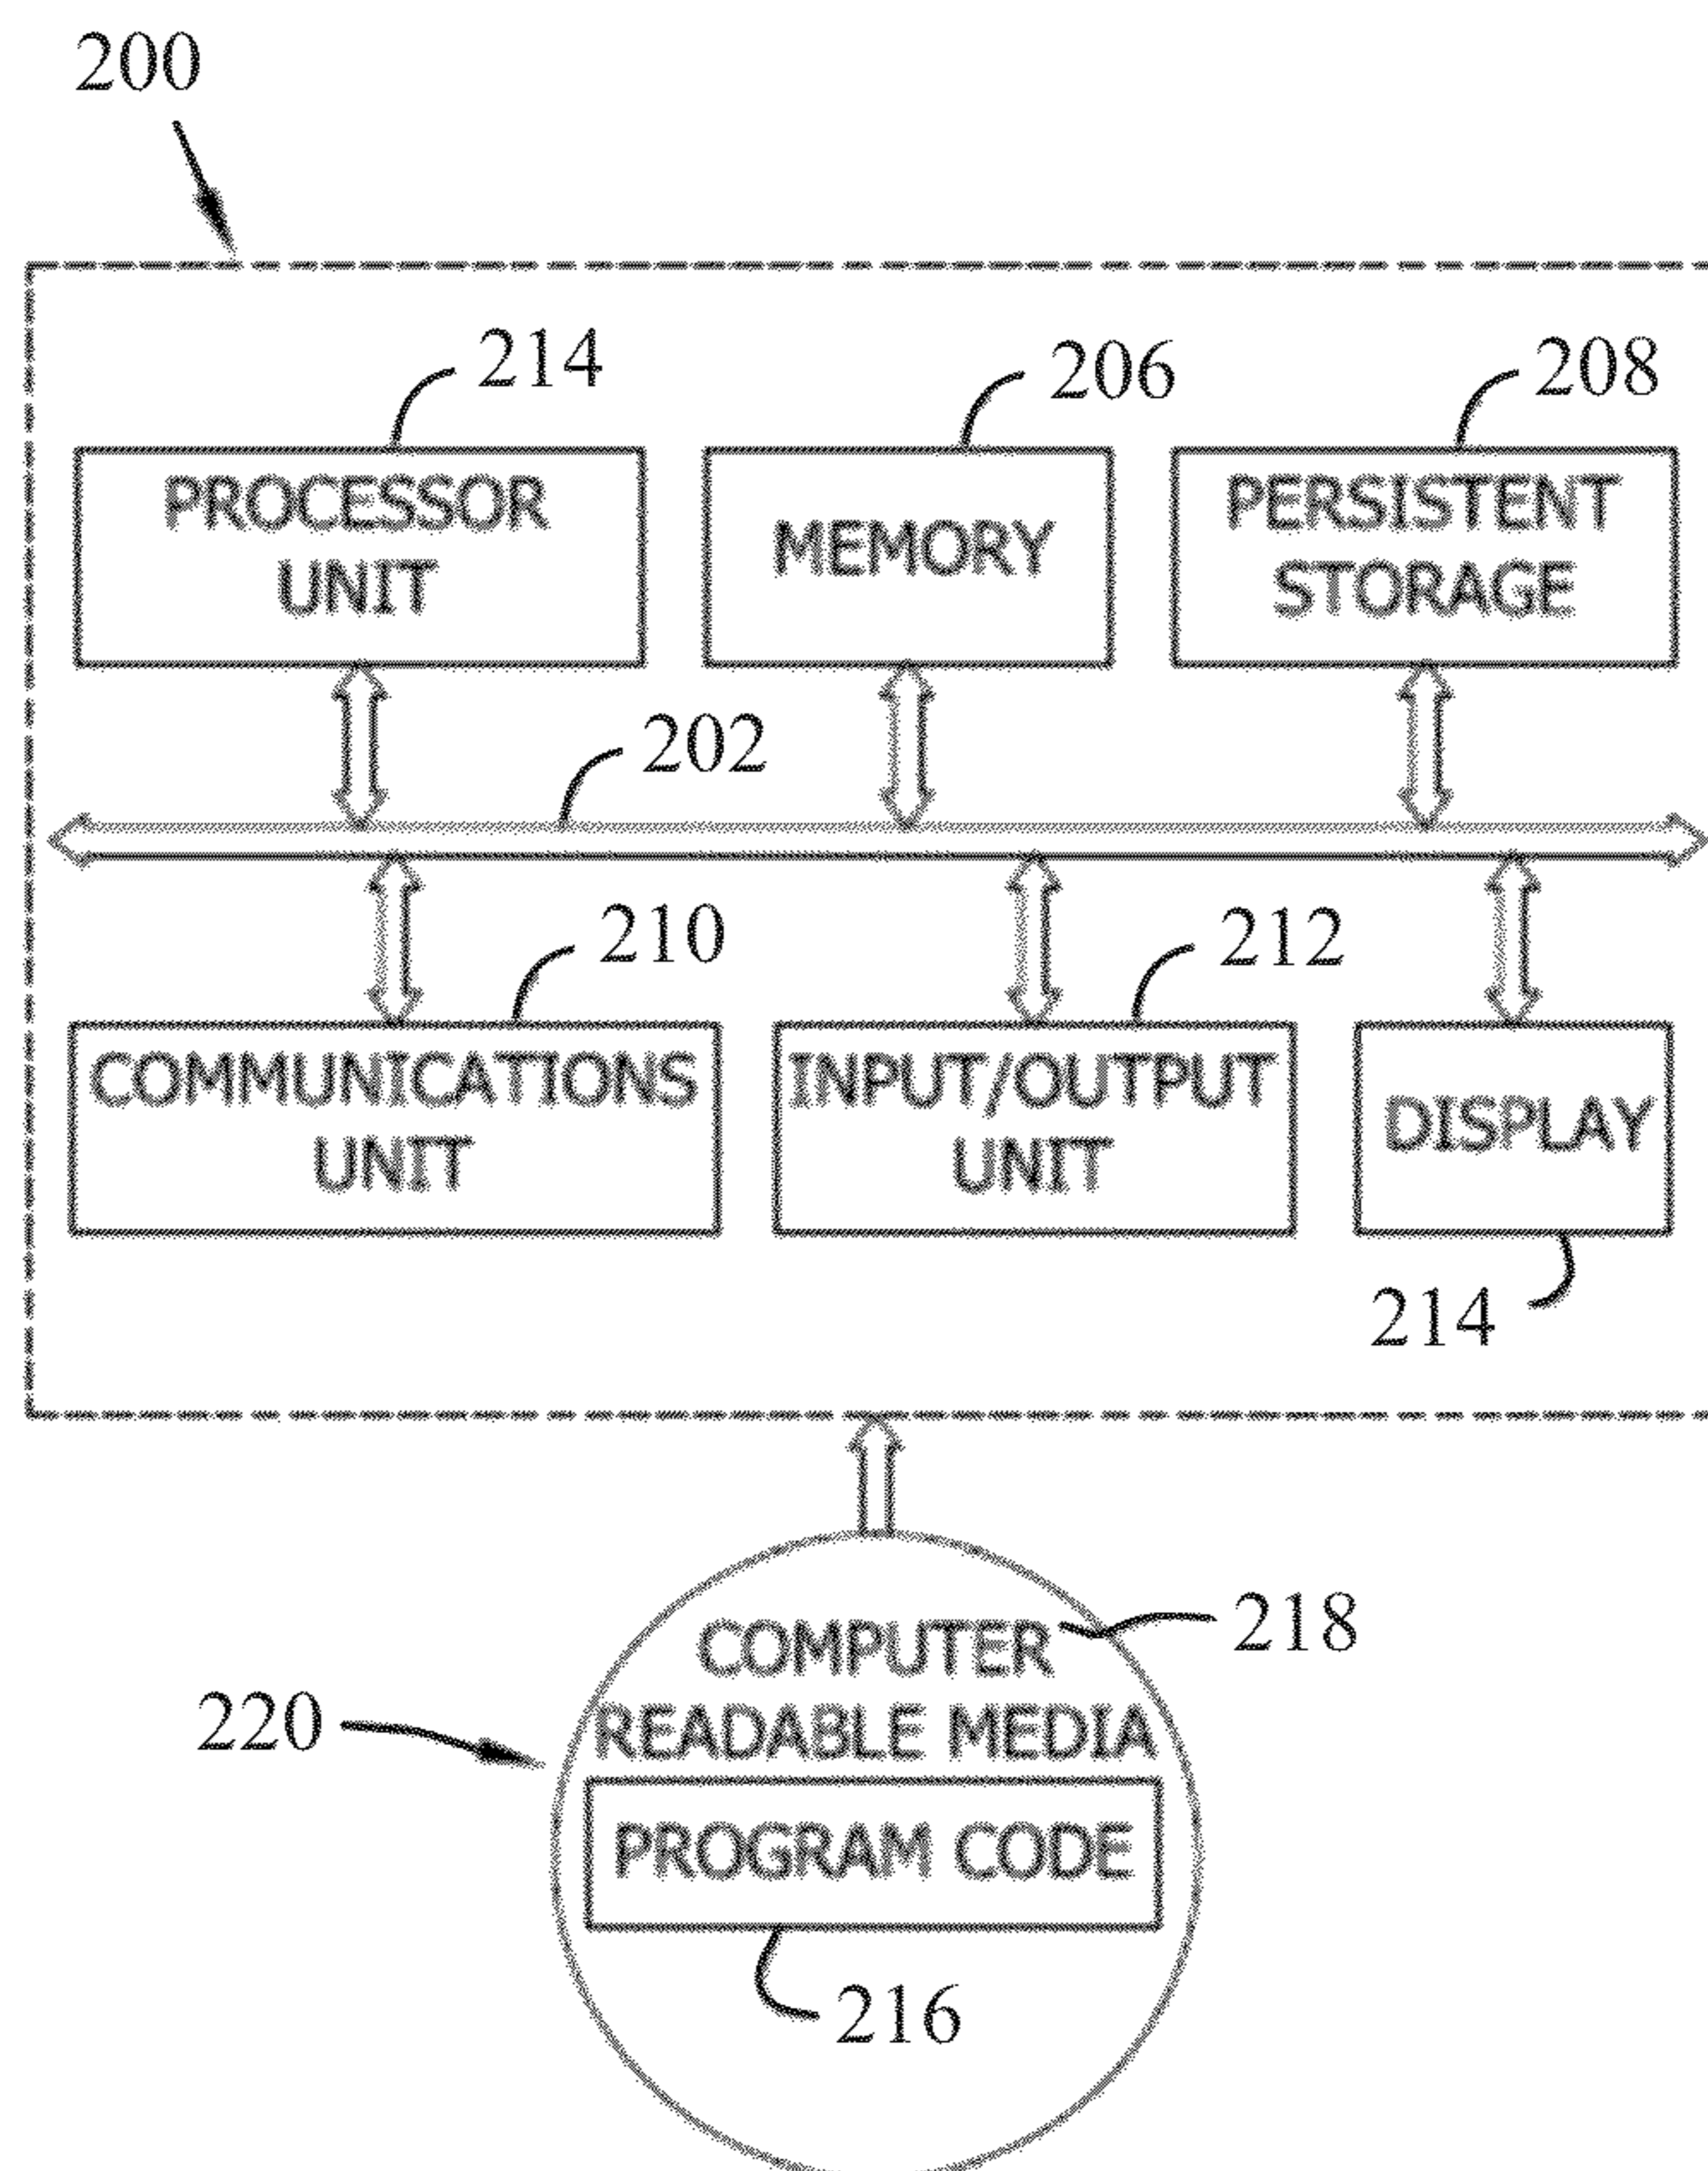 200
214
206
208
PROCESSOR
UNIT
MEMORY
PERSISTENT
STORAGE
202
210
212
COMMUNICATIONS
UNIT
INPUT/OUTPUT
UNIT
DISPLAY
214
218
COMPUTER
READABLE MEDIA
220
PROGRAM CODE
216